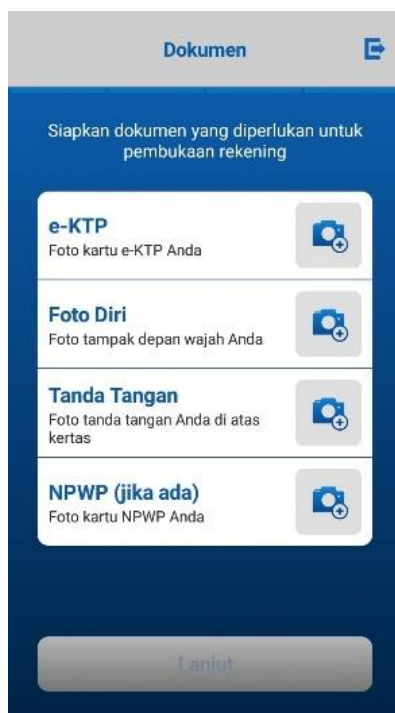 Dokumen
Siapkan dokumen yang diperlukan untuk
pembukaan rekening
e-KTP
Foto kartu e-KTP Anda
Foto Diri
Foto tampak depan wajah Anda
Tanda Tangan
Foto tanda tangan Anda di atas
kertas
NPWP (jika ada)
Foto kartu NPWP Anda
Lanjut